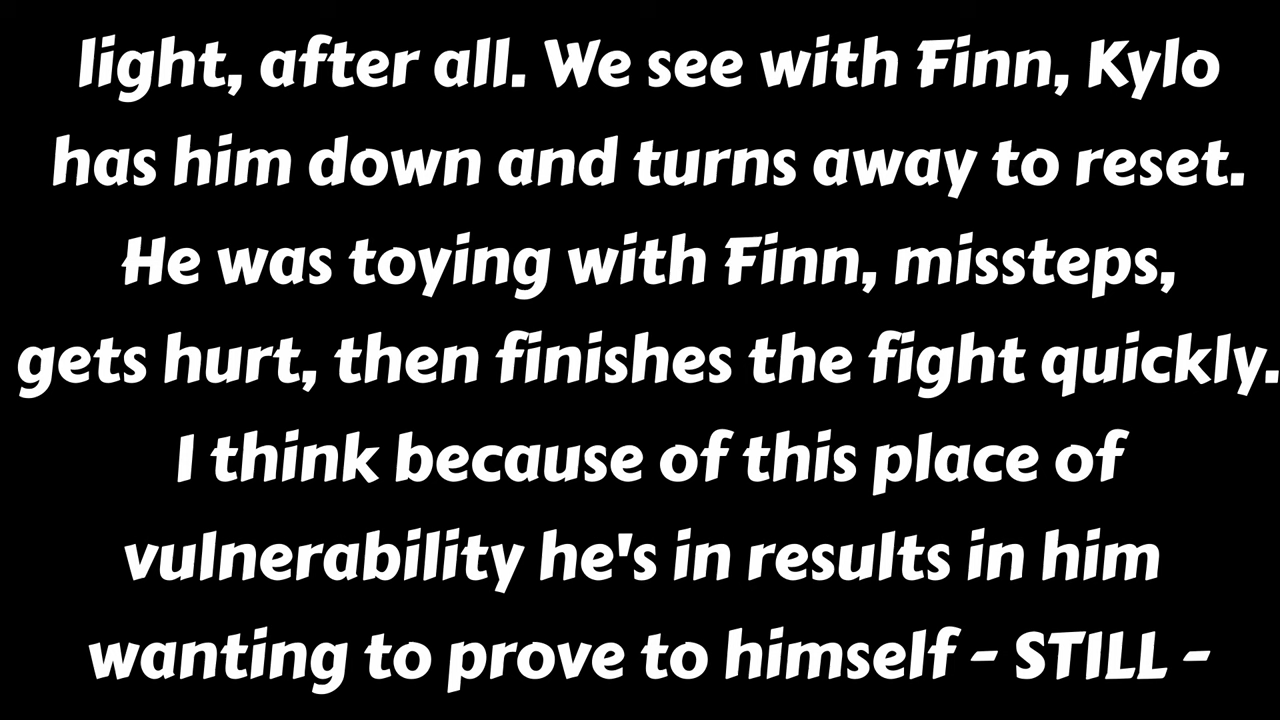 light, after all. We see with Finn, Kylo
has him down and turns away to reset.
He was toying with Finn, missteps,
gets hurt, then finishes the fight quickly.
I think because of this place of
vulnerability he's in results in him
wanting to prove to himself - STILL -